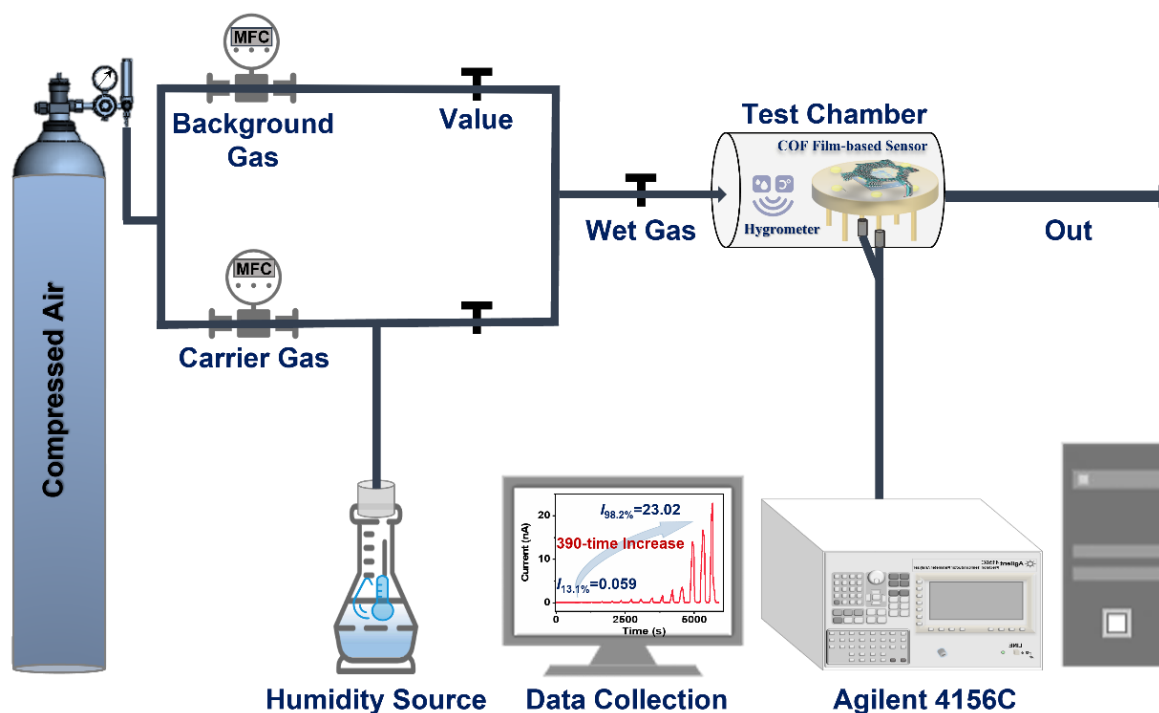 MFC
Background
Gas
Value
Test Chamber
COF Film-based Sensor
Hygrometer
Wet Gas
Out
MFC
Carrier Gas
Compressed Air
I98.2%=23.02
390-time Increase
I13.1%=0.059
Current (nA)
20
10
0
0
2500
5000
Time (s)
Agilent 4156C
Humidity Source
Data Collection
Agilent 4156C